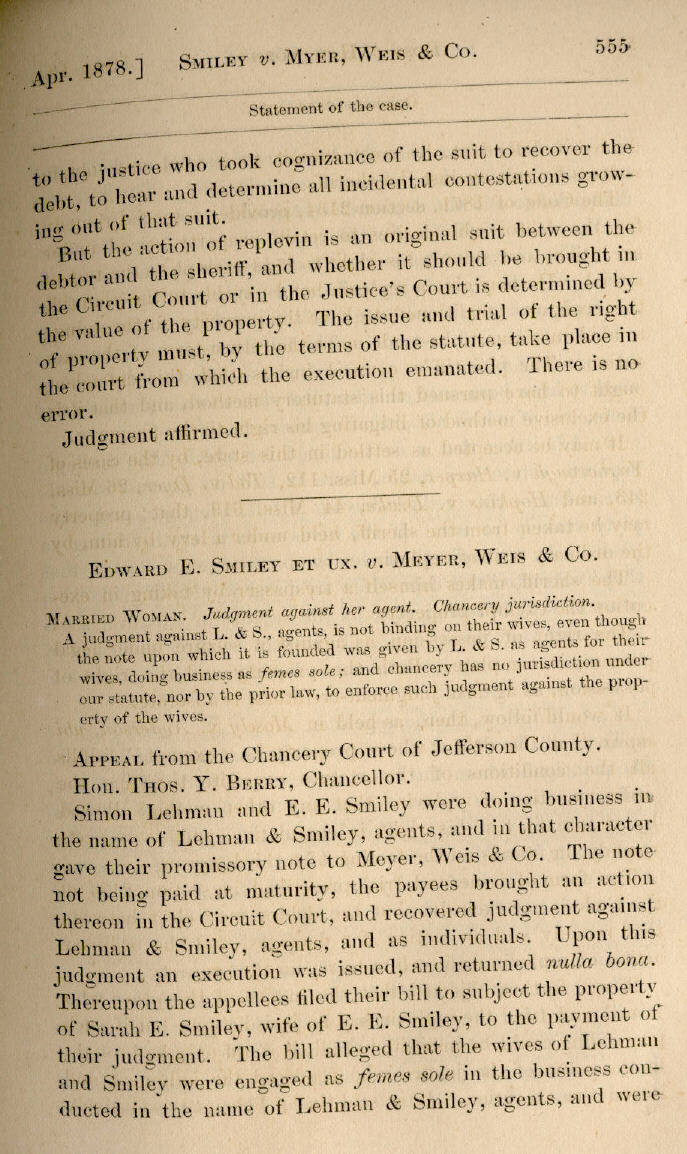 Apr. 1878.] Smiley v. Myer, Weis & Co. 555
Statement of the case.
to the justice who took cognizance of the suit to recover the
debt, to hear and determine all incidental contestations grow-
ing out of that suit.
But the action of replevin is an original suit between the
debtor and the sheriff, and whether it should be brought in
the Circuit Court or in the Justice's Court is determined by
the value of the property. The issue and trial of the right
of property must, by the terms of the statute, take place in
the court from which the execution emanated. There is no
error.
Judgment affirmed.
Edward E. Smiley et ux. v. Meyer, Weis & Co.
Married Woman. Judgment against her agent. Chancery jurisdiction.
A judgment against L. & S., agents, is not binding on their wives, even though
the note upon which it is founded was given by L. & S. as agents for their
wives, doing business as femes sole; and chancery has no jurisdiction under
our statute, nor by the prior law, to enforce such judgment against the prop-
erty of the wives.
Appeal from the Chancery Court of Jefferson County.
Hon. Thos. Y. Berry, Chancellor.
Simon Lehman and E. E. Smiley were doing business in
the name of Lehman & Smiley, agents, and in that character
gave their promissory note to Meyer, Weis & Co. The note
not being paid at maturity, the payees brought an action
thereon in the Circuit Court, and recovered judgment against
Lehman & Smiley, agents, and as individuals. Upon this
judgment an execution was issued, and returned nulla bona.
Thereupon the appellees filed their bill to subject the property
of Sarah E. Smiley, wife of E. E. Smiley, to the payment of
their judgment. The bill alleged that the wives of Lehman
and Smiley were engaged as femes sole in the business con-
ducted in the name of Lehman & Smiley, agents, and were